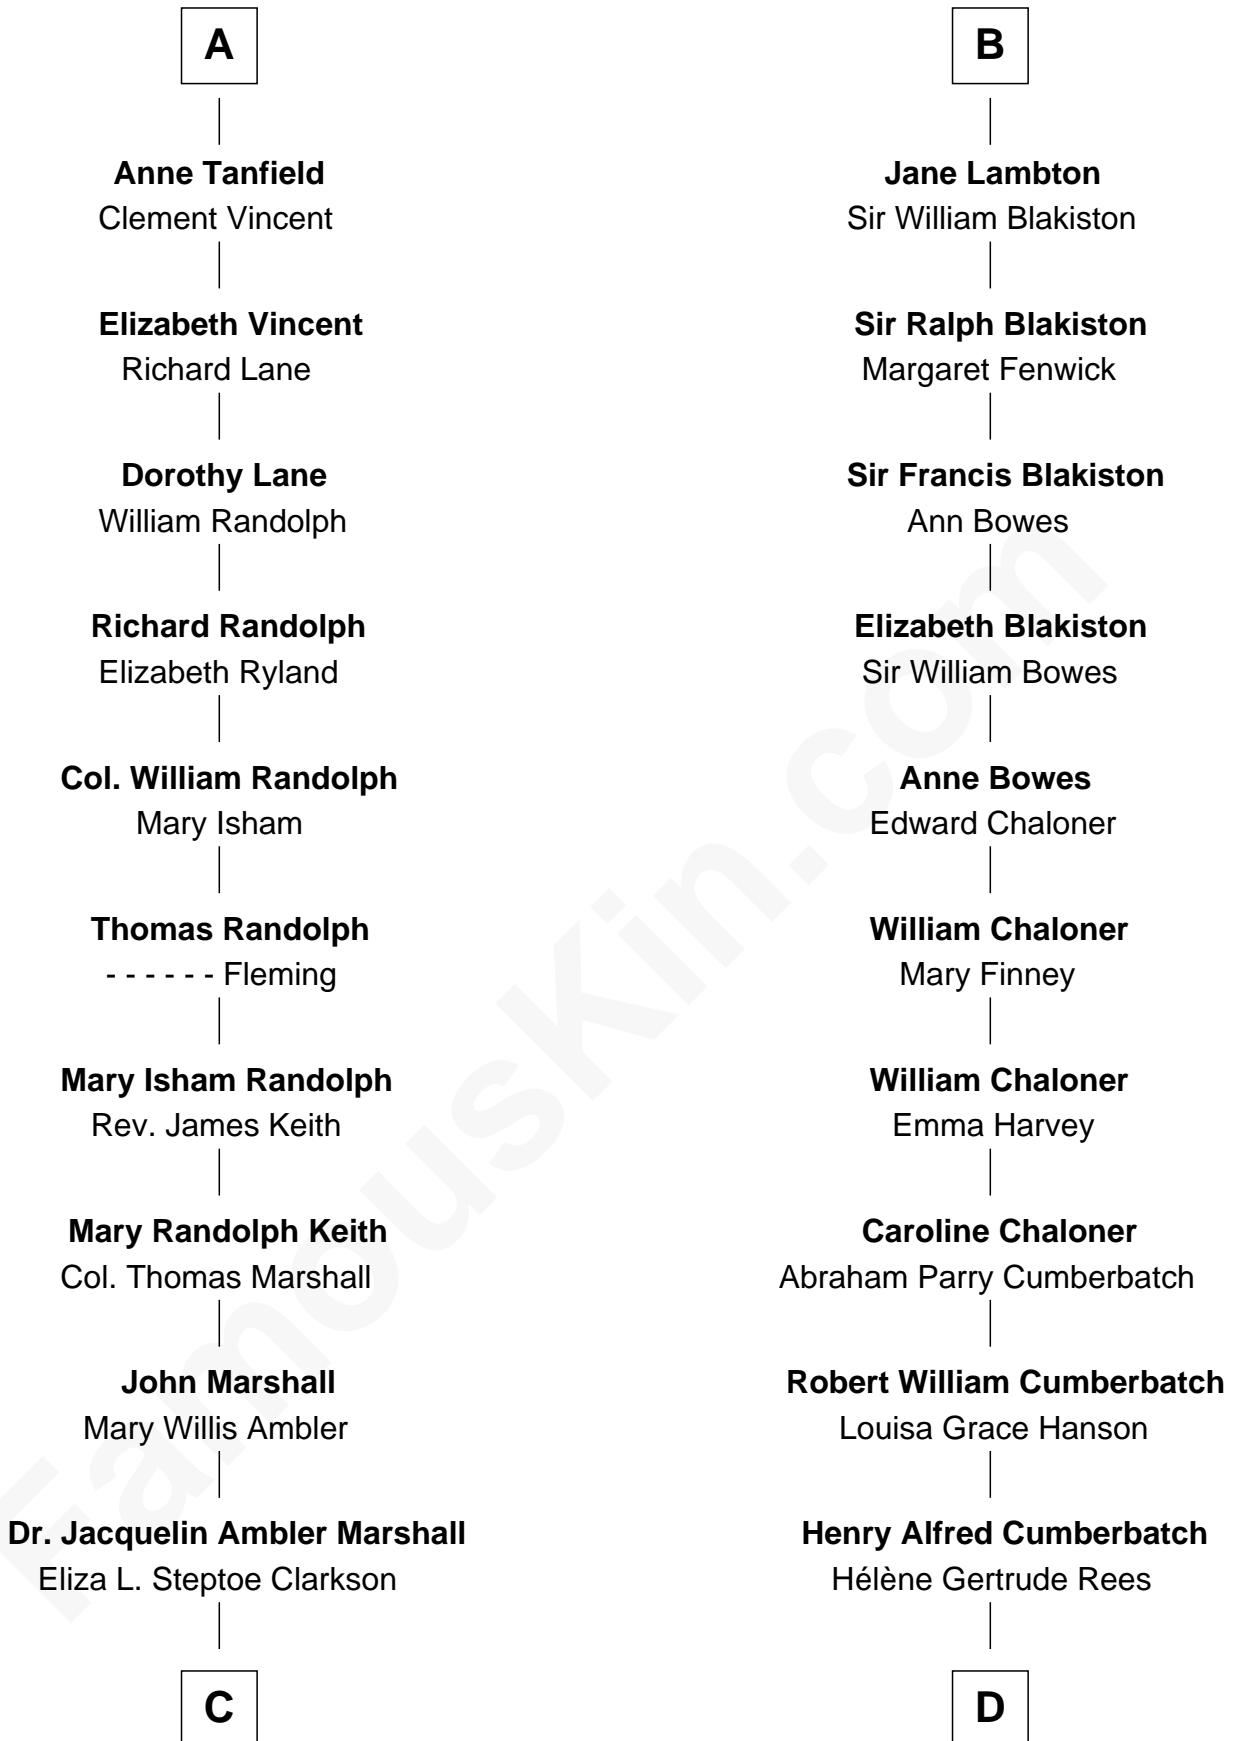 A
Anne Tanfield
Clement Vincent
Elizabeth Vincent
Richard Lane
Dorothy Lane
William Randolph
Richard Randolph
Elizabeth Ryland
Col. William Randolph
Mary Isham
Thomas Randolph
- - - - - - Fleming
Mary Isham Randolph
Rev. James Keith
Mary Randolph Keith
Col. Thomas Marshall
John Marshall
Mary Willis Ambler
Dr. Jacquelin Ambler Marshall
Eliza L. Steptoe Clarkson
C
B
Jane Lambton
Sir William Blakiston
Sir Ralph Blakiston
Margaret Fenwick
Sir Francis Blakiston
Ann Bowes
Elizabeth Blakiston
Sir William Bowes
Anne Bowes
Edward Chaloner
William Chaloner
Mary Finney
William Chaloner
Emma Harvey
Caroline Chaloner
Abraham Parry Cumberbatch
Robert William Cumberbatch
Louisa Grace Hanson
Henry Alfred Cumberbatch
Hélène Gertrude Rees
D
FamousKin.com